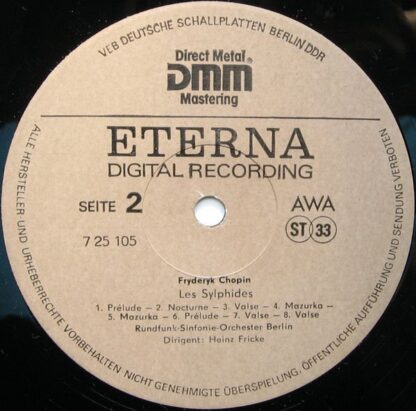 VEB DEUTSCHE SCHALLPLATTEN BERLIN DDR
Direct Metal®
DMM
Mastering
ETERNA
DIGITAL RECORDING
SEITE 2
AWA
7 25 105
ST 33
Fryderyk Chopin
Les Sylphides
1. Prélude – 2. Nocturne – 3. Valse – 4. Mazurka –
5. Mazurka – 6. Prélude – 7. Valse – 8. Valse
Rundfunk-Sinfonie-Orchester Berlin
Dirigent: Heinz Fricke
ALLE HERSTELLER UND URHEBERRECHTE VORBEHALTEN NICHT GENEHMIGTE ÜBERSPIELUNG, ÖFFENTLICHE AUFFÜHRUNG UND SENDUNG VERBOTEN